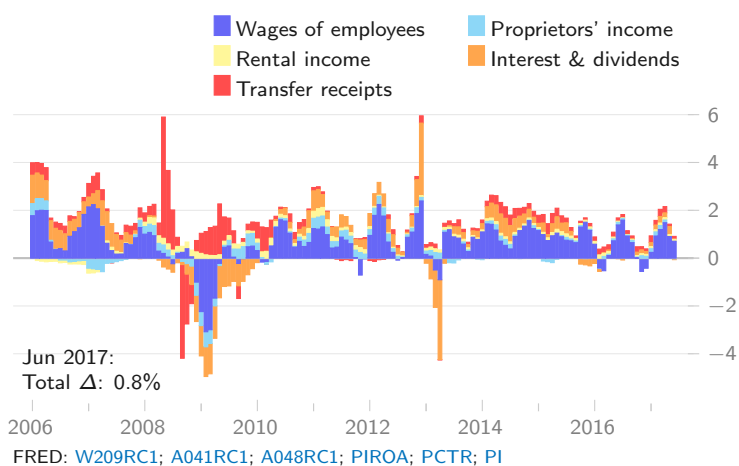 Wages of employees
Proprietors' income
Rental income
Interest & dividends
Transfer receipts
6
4
2
0
−2
−4
Jun 2017:
Total Δ: 0.8%
2006 2008 2010 2012 2014 2016
FRED: W209RC1; A041RC1; A048RC1; PIROA; PCTR; PI